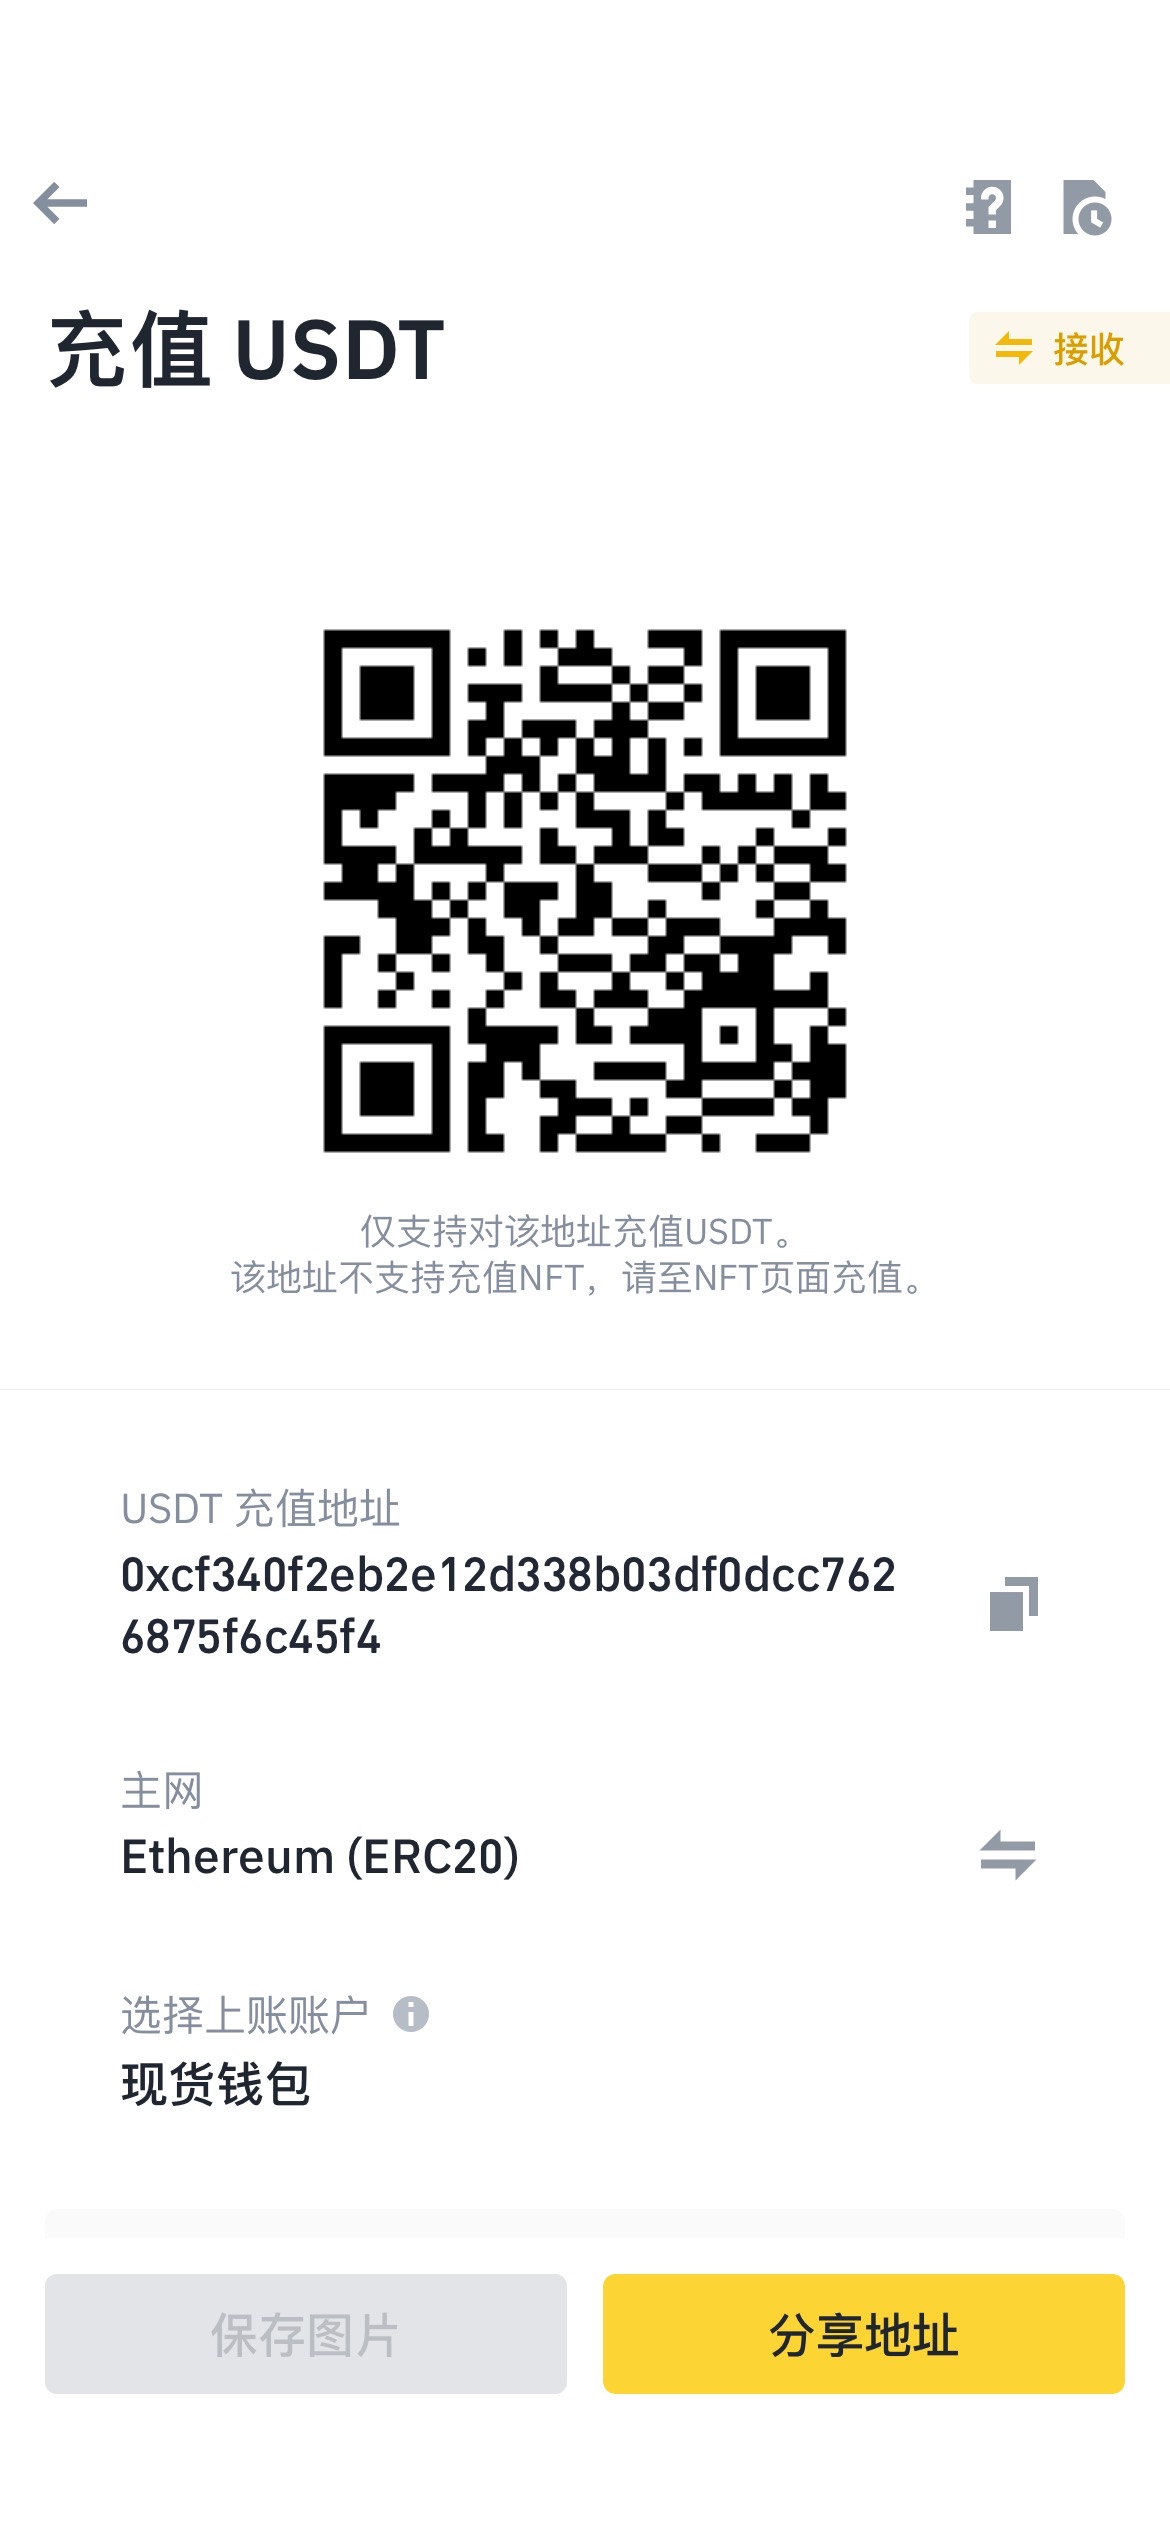 充值 USDT
接收
仅支持对该地址充值USDT。
该地址不支持充值NFT，请至NFT页面充值。
USDT 充值地址
0xcf340f2eb2e12d338b03df0dcc762
6875f6c45f4
主网
Ethereum (ERC20)
选择上账账户
现货钱包
保存图片
分享地址